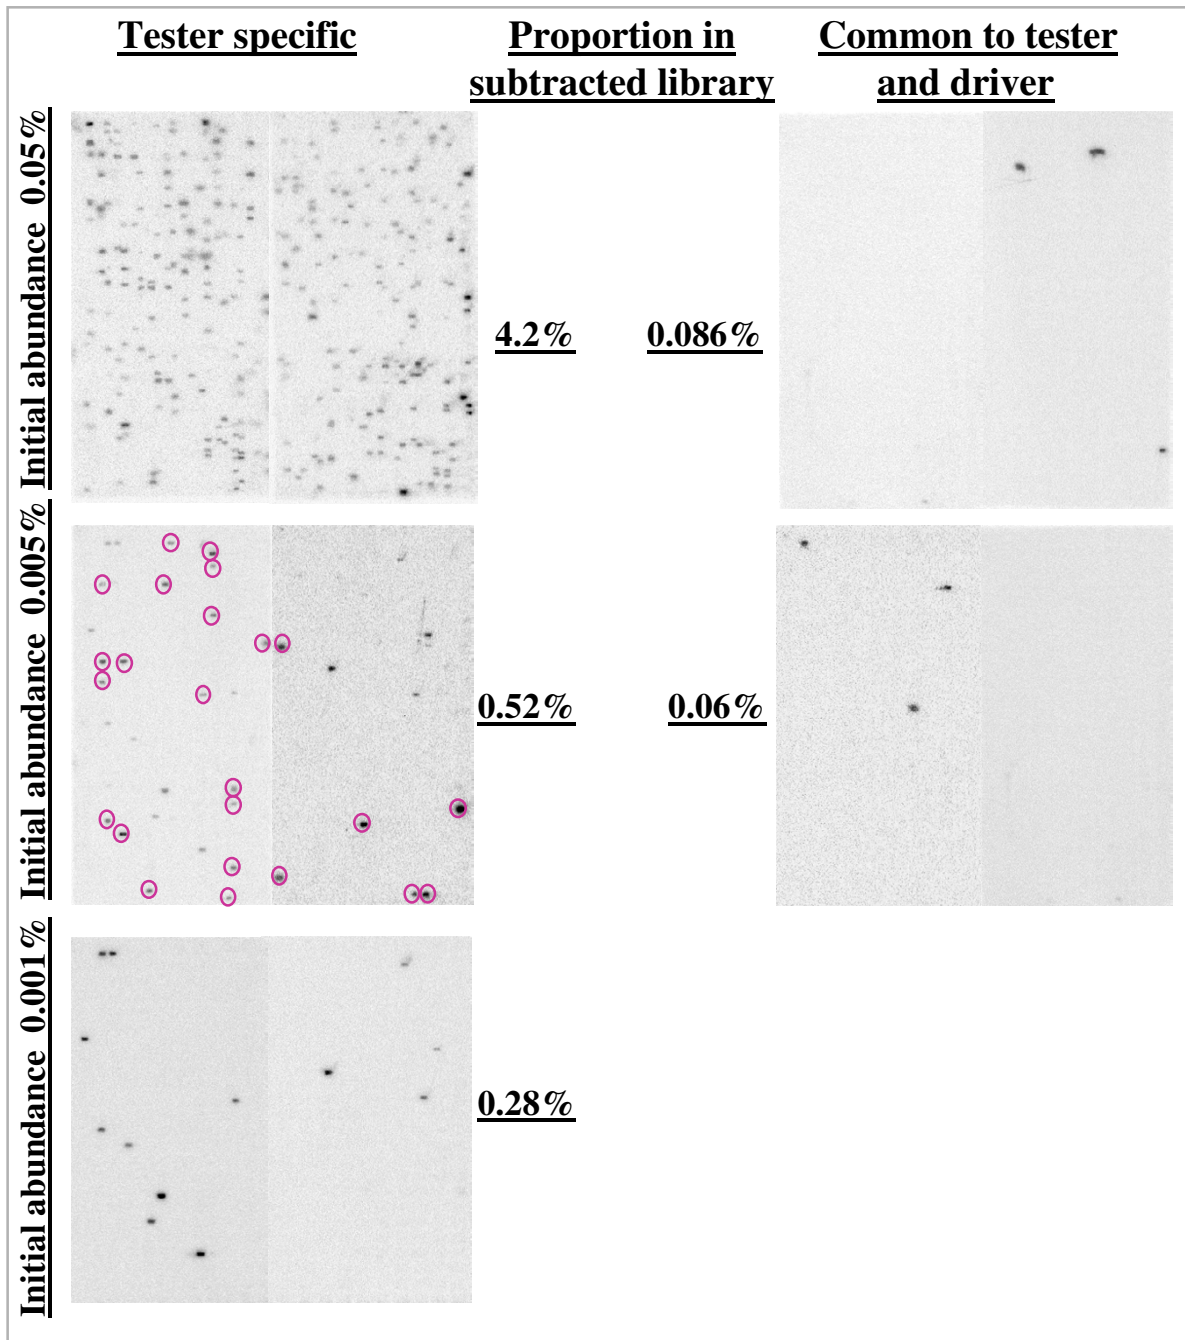 Tester specific
Proportion in
subtracted library
Common to tester
and driver
Initial abundance 0.05%
4.2%
0.086%
Initial abundance 0.005%
0.52%
0.06%
Initial abundance 0.001%
0.28%